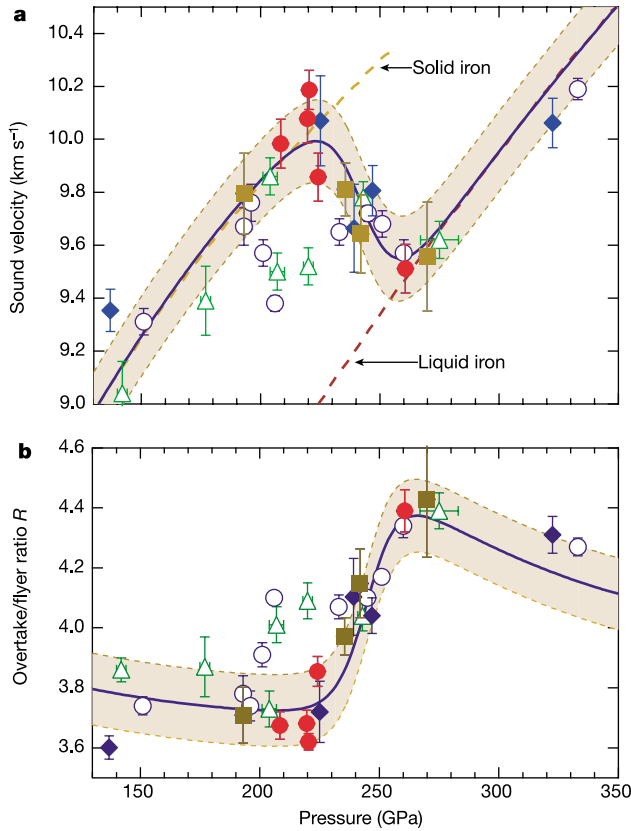 a
10.4
10.2
10.0
9.8
9.6
9.4
9.2
9.0
Sound velocity (km s⁻¹)
Solid iron
Liquid iron
b
4.6
4.4
4.2
4.0
3.8
3.6
Overtake/flyer ratio R
150
200
250
300
350
Pressure (GPa)